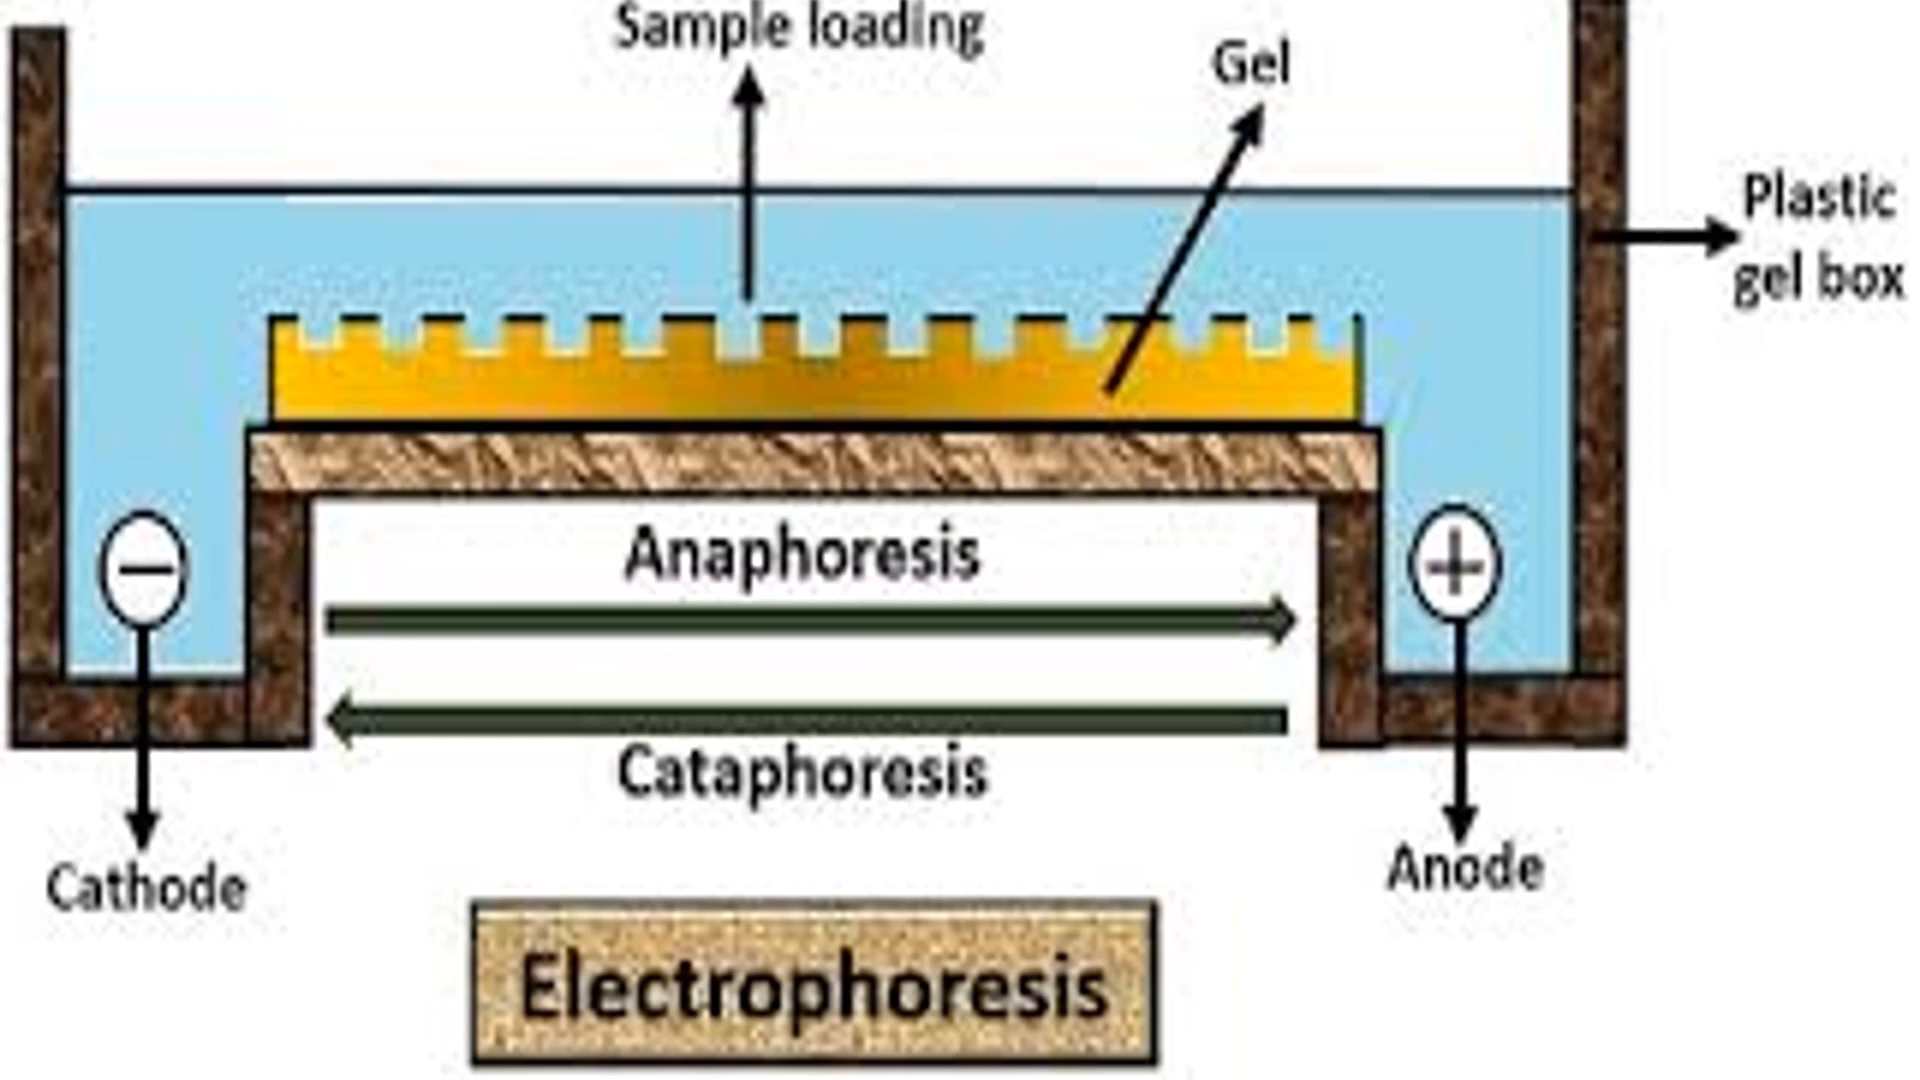 Sample loading
Gel
Plastic
gel box
−
+
Anaphoresis
Cataphoresis
Cathode
Anode
Electrophoresis